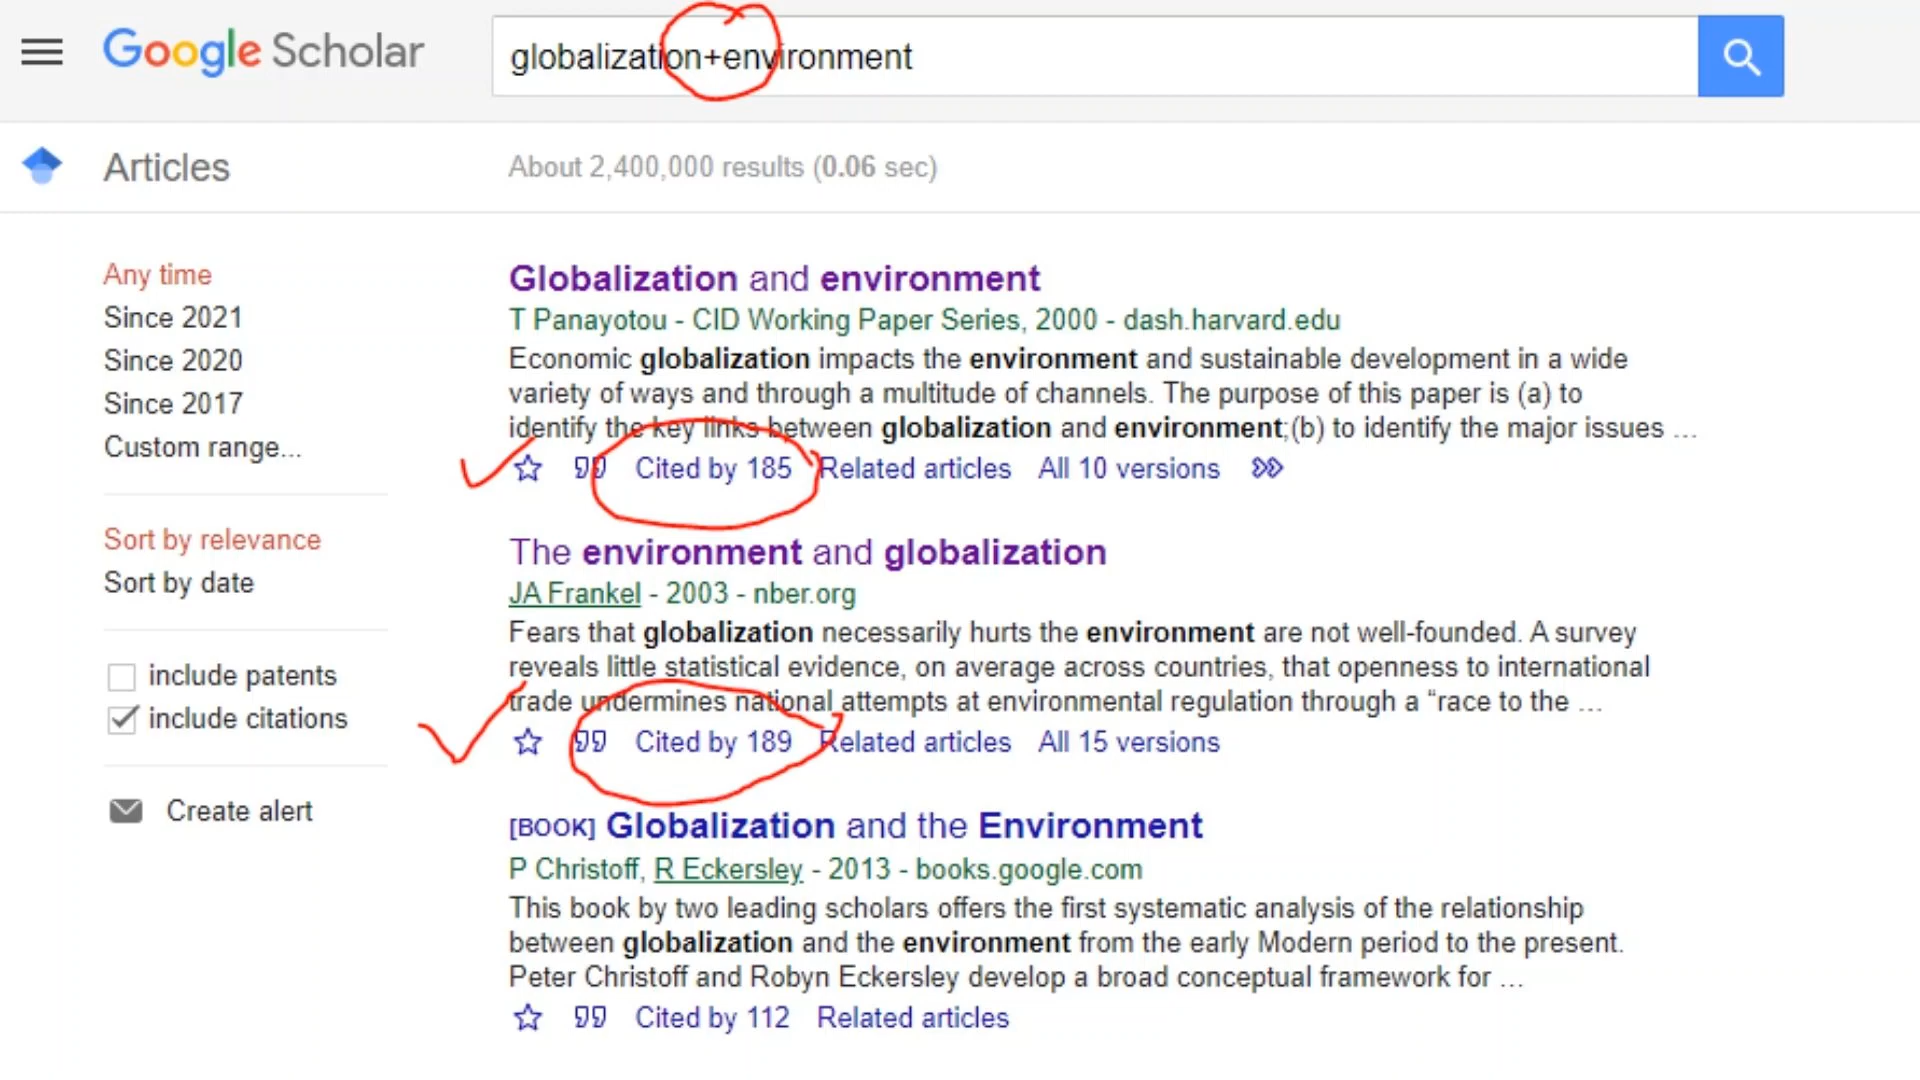 Google Scholar
globalization+environment
Articles
About 2,400,000 results (0.06 sec)
Any time
Since 2021
Since 2020
Since 2017
Custom range...
Sort by relevance
Sort by date
include patents
include citations
Create alert
Globalization and environment
T Panayotou - CID Working Paper Series, 2000 - dash.harvard.edu
Economic globalization impacts the environment and sustainable development in a wide
variety of ways and through a multitude of channels. The purpose of this paper is (a) to
identify the key links between globalization and environment;(b) to identify the major issues ...
Cited by 185 Related articles All 10 versions
The environment and globalization
JA Frankel - 2003 - nber.org
Fears that globalization necessarily hurts the environment are not well-founded. A survey
reveals little statistical evidence, on average across countries, that openness to international
trade undermines national attempts at environmental regulation through a “race to the ...
Cited by 189 Related articles All 15 versions
[BOOK] Globalization and the Environment
P Christoff, R Eckersley - 2013 - books.google.com
This book by two leading scholars offers the first systematic analysis of the relationship
between globalization and the environment from the early Modern period to the present.
Peter Christoff and Robyn Eckersley develop a broad conceptual framework for ...
Cited by 112 Related articles